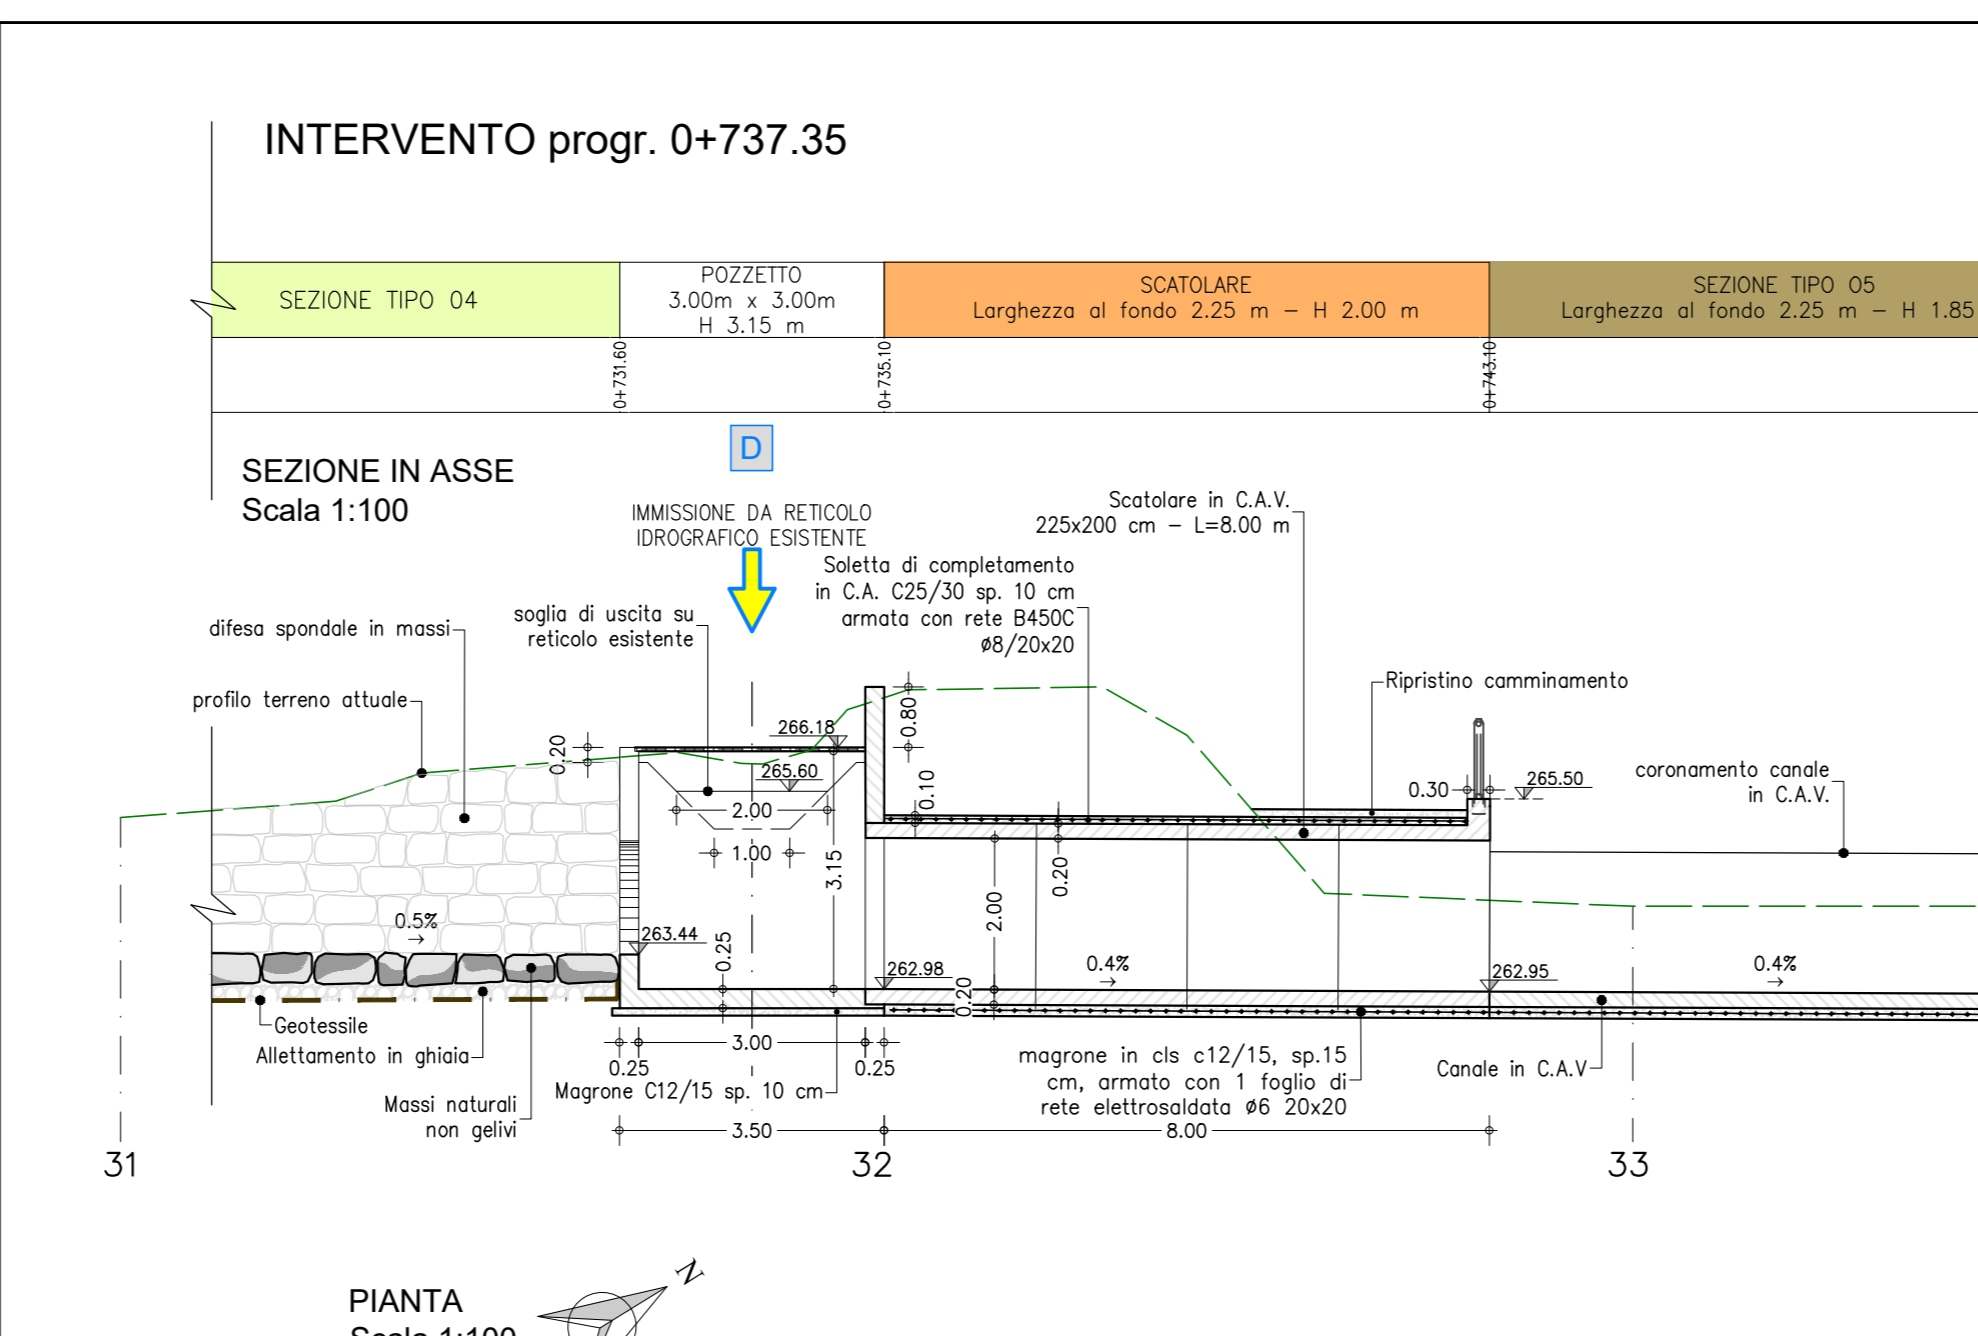 INTERVENTO progr. 0+737.35
SEZIONE TIPO 04
POZZETTO
3.00m x 3.00m
H 3.15 m
SCATOLARE
Larghezza al fondo 2.25 m – H 2.00 m
SEZIONE TIPO 05
Larghezza al fondo 2.25 m – H 1.85
0+731.60
0+735.10
0+743.10
D
SEZIONE IN ASSE
Scala 1:100
IMMISSIONE DA RETICOLO
IDROGRAFICO ESISTENTE
Scatolare in C.A.V.
225x200 cm – L=8.00 m
Soletta di completamento
in C.A. C25/30 sp. 10 cm
armata con rete B450C
ø8/20x20
soglia di uscita su
reticolo esistente
difesa spondale in massi
profilo terreno attuale
Ripristino camminamento
coronamento canale
in C.A.V.
0.20
266.18
265.60
2.00
1.00
3.15
0.80
0.10
0.20
2.00
0.30
265.50
0.5%
263.44
0.25
262.98
0.20
0.4%
262.95
0.4%
Geotessile
Allettamento in ghiaia
Massi naturali
non gelivi
0.25
3.00
0.25
Magrone C12/15 sp. 10 cm
magrone in cls c12/15, sp.15
cm, armato con 1 foglio di
rete elettrosaldata ø6 20x20
Canale in C.A.V
3.50
8.00
31
32
33
N
PIANTA
Scala 1:100